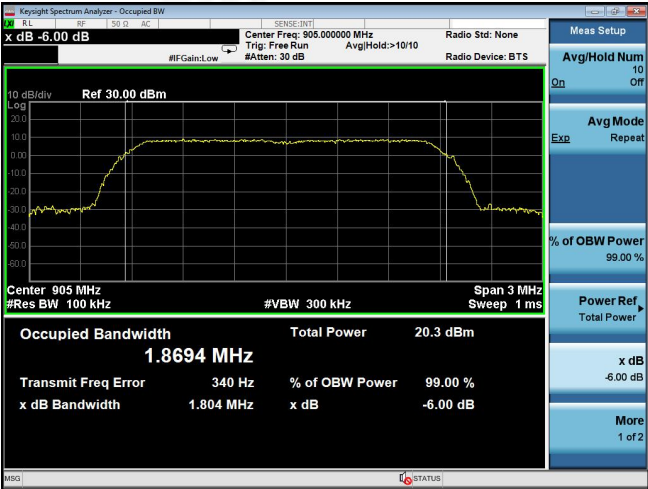 Keysight Spectrum Analyzer - Occupied BW
LXI RL RF 50 Ω AC SENSE:INT
x dB -6.00 dB
Center Freq: 905.000000 MHz
Radio Std: None
Trig: Free Run Avg|Hold:>10/10
#IFGain:Low #Atten: 30 dB Radio Device: BTS
10 dB/div Ref 30.00 dBm
Log
20.0
10.0
0.00
-10.0
-20.0
-30.0
-40.0
-50.0
-60.0
Center 905 MHz Span 3 MHz
#Res BW 100 kHz #VBW 300 kHz Sweep 1 ms
Occupied Bandwidth Total Power 20.3 dBm
1.8694 MHz
Transmit Freq Error 340 Hz % of OBW Power 99.00 %
x dB Bandwidth 1.804 MHz x dB -6.00 dB
Meas Setup
Avg/Hold Num
10
On Off
Avg Mode
Exp Repeat
% of OBW Power
99.00 %
Power Ref
Total Power
x dB
-6.00 dB
More
1 of 2
MSG STATUS